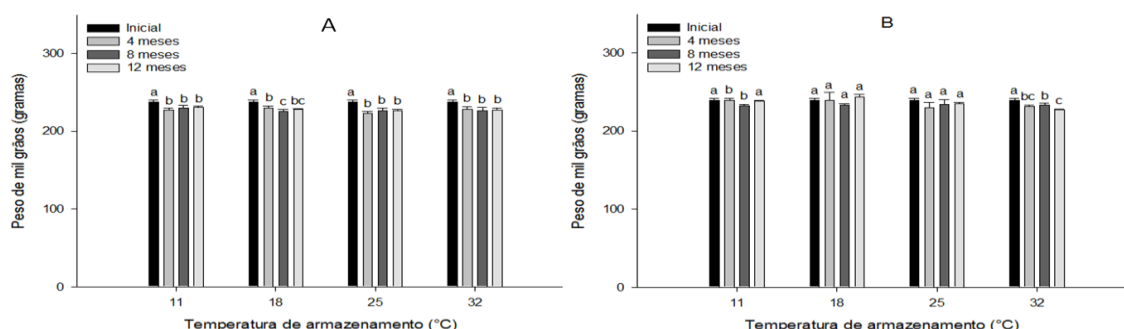 A
Inicial
4 meses
8 meses
12 meses
300
200
100
0
Peso de mil grãos (gramas)
a b b b
a b c bc
a b b b
a b b b
11 18 25 32
Temperatura de armazenamento (°C)
B
Inicial
4 meses
8 meses
12 meses
300
200
100
0
Peso de mil grãos (gramas)
a b b a
a a a a
a a a a
a bc b c
11 18 25 32
Temperatura de armazenamento (°C)